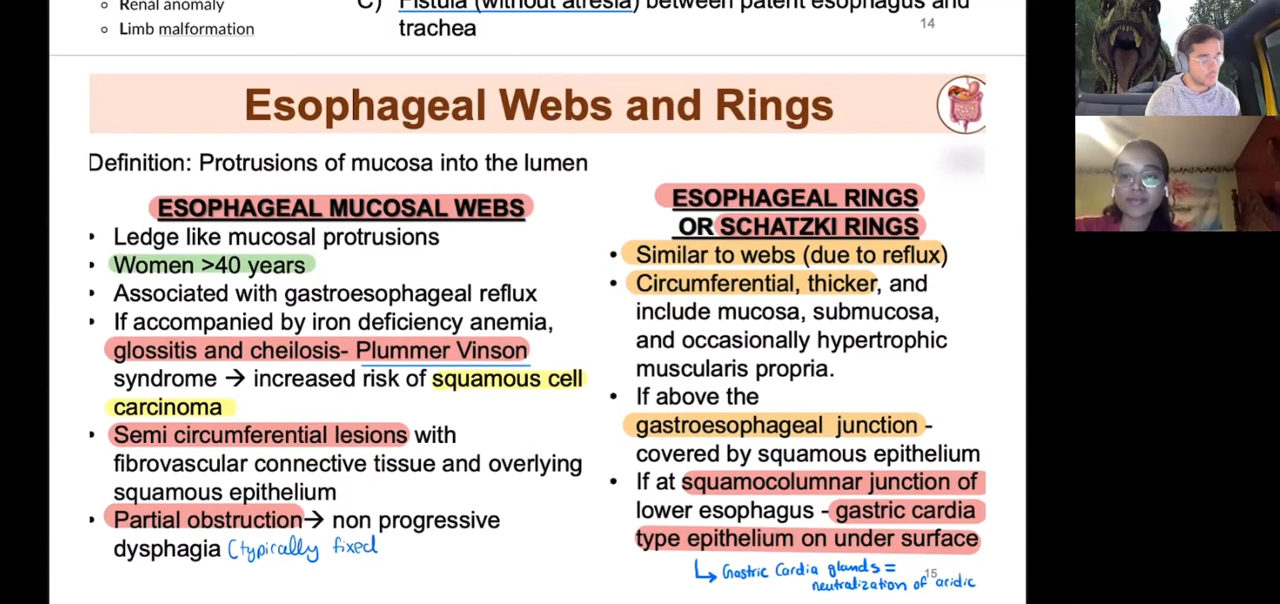 Renal anomaly
Limb malformation
C) Fistula (without atresia) between patent esophagus and
trachea
14
Esophageal Webs and Rings
Definition: Protrusions of mucosa into the lumen
ESOPHAGEAL MUCOSAL WEBS
Ledge like mucosal protrusions
Women >40 years
Associated with gastroesophageal reflux
If accompanied by iron deficiency anemia,
glossitis and cheilosis- Plummer Vinson
syndrome → increased risk of squamous cell
carcinoma
Semi circumferential lesions with
fibrovascular connective tissue and overlying
squamous epithelium
Partial obstruction→ non progressive
dysphagia (typically fixed
ESOPHAGEAL RINGS
OR SCHATZKI RINGS
Similar to webs (due to reflux)
Circumferential, thicker, and
include mucosa, submucosa,
and occasionally hypertrophic
muscularis propria.
If above the
gastroesophageal junction -
covered by squamous epithelium
If at squamocolumnar junction of
lower esophagus -gastric cardia
type epithelium on under surface
↳ Gastric Cardia glands =
neutralization of acidic
15